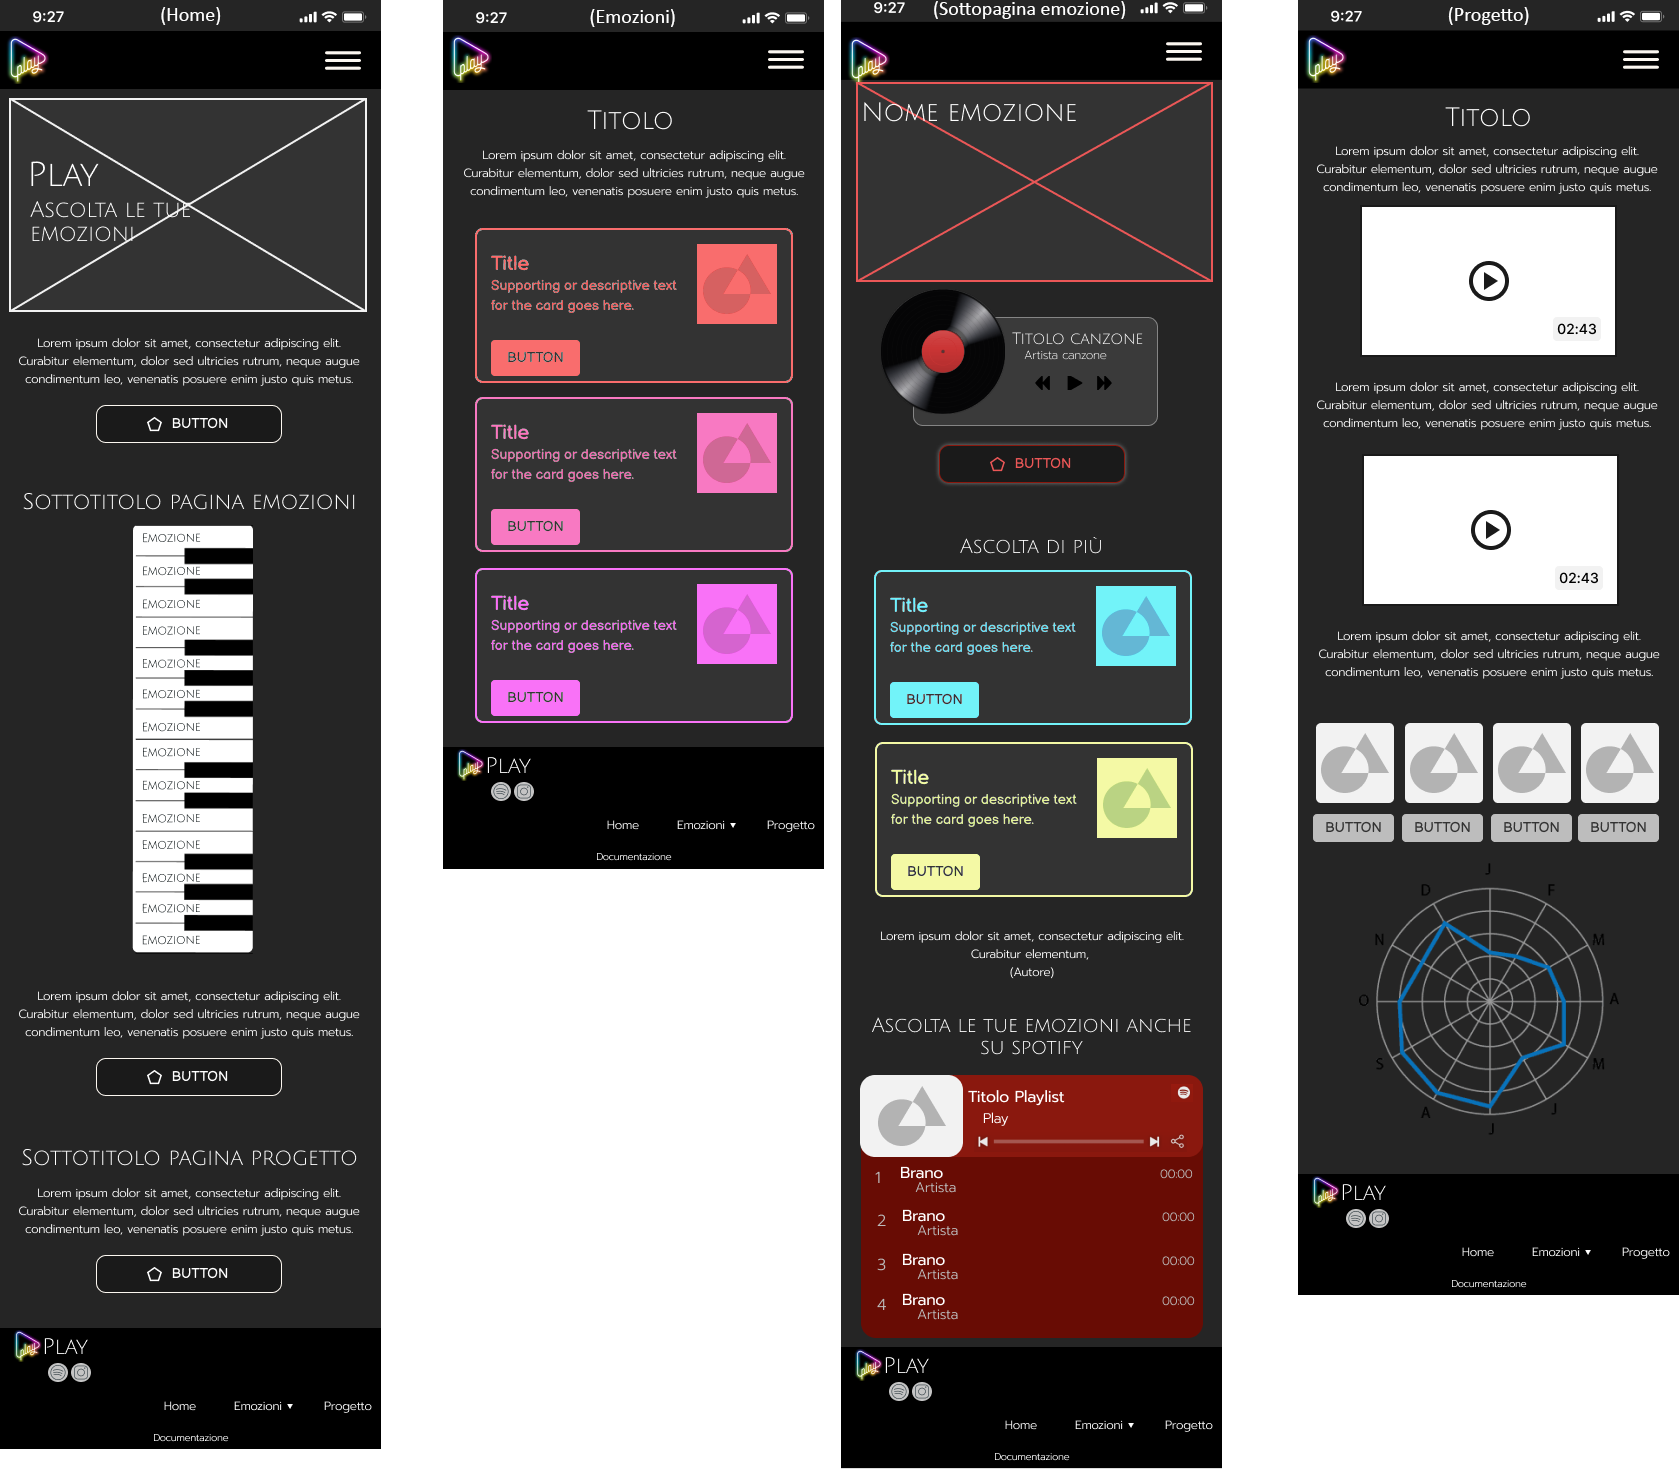 9:27
(Home)
play
Play
Ascolta le tue
emozioni
Lorem ipsum dolor sit amet, consectetur adipiscing elit.
Curabitur elementum, dolor sed ultricies rutrum, neque augue
condimentum leo, venenatis posuere enim justo quis metus.
BUTTON
Sottotitolo pagina emozioni
Emozione
Emozione
Emozione
Emozione
Emozione
Emozione
Emozione
Emozione
Emozione
Emozione
Emozione
Emozione
Emozione
Emozione
Lorem ipsum dolor sit amet, consectetur adipiscing elit.
Curabitur elementum, dolor sed ultricies rutrum, neque augue
condimentum leo, venenatis posuere enim justo quis metus.
BUTTON
Sottotitolo pagina progetto
Lorem ipsum dolor sit amet, consectetur adipiscing elit.
Curabitur elementum, dolor sed ultricies rutrum, neque augue
condimentum leo, venenatis posuere enim justo quis metus.
BUTTON
play Play
Home Emozioni ▼ Progetto
Documentazione
9:27
(Emozioni)
play
Titolo
Lorem ipsum dolor sit amet, consectetur adipiscing elit.
Curabitur elementum, dolor sed ultricies rutrum, neque augue
condimentum leo, venenatis posuere enim justo quis metus.
Title
Supporting or descriptive text
for the card goes here.
BUTTON
Title
Supporting or descriptive text
for the card goes here.
BUTTON
Title
Supporting or descriptive text
for the card goes here.
BUTTON
play Play
Home Emozioni ▼ Progetto
Documentazione
9:27
(Sottopagina emozione)
play
Nome emozione
Titolo canzone
Artista canzone
BUTTON
Ascolta di più
Title
Supporting or descriptive text
for the card goes here.
BUTTON
Title
Supporting or descriptive text
for the card goes here.
BUTTON
Lorem ipsum dolor sit amet, consectetur adipiscing elit.
Curabitur elementum,
(Autore)
Ascolta le tue emozioni anche
su spotify
Titolo Playlist
Play
1 Brano 00:00
Artista
2 Brano 00:00
Artista
3 Brano 00:00
Artista
4 Brano 00:00
Artista
play Play
Home Emozioni ▼ Progetto
Documentazione
9:27
(Progetto)
play
Titolo
Lorem ipsum dolor sit amet, consectetur adipiscing elit.
Curabitur elementum, dolor sed ultricies rutrum, neque augue
condimentum leo, venenatis posuere enim justo quis metus.
02:43
Lorem ipsum dolor sit amet, consectetur adipiscing elit.
Curabitur elementum, dolor sed ultricies rutrum, neque augue
condimentum leo, venenatis posuere enim justo quis metus.
02:43
Lorem ipsum dolor sit amet, consectetur adipiscing elit.
Curabitur elementum, dolor sed ultricies rutrum, neque augue
condimentum leo, venenatis posuere enim justo quis metus.
BUTTON BUTTON BUTTON BUTTON
J
D F
N M
O A
S M
A J
J
play Play
Home Emozioni ▼ Progetto
Documentazione